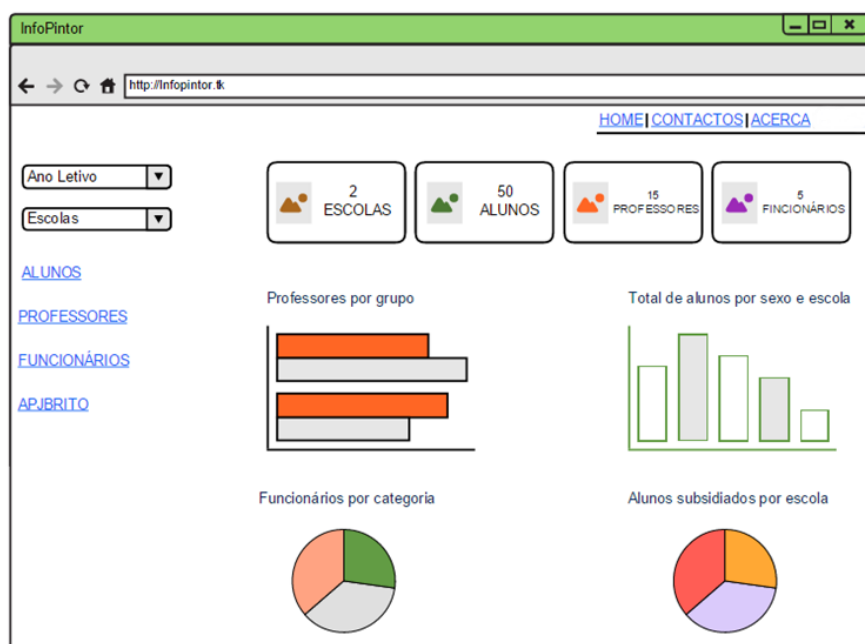 InfoPintor
http://Infopintor.tk
HOME|CONTACTOS|ACERCA
Ano Letivo
Escolas
2
ESCOLAS
50
ALUNOS
15
PROFESSORES
5
FINCIONÁRIOS
ALUNOS
PROFESSORES
FUNCIONÁRIOS
APJBRITO
Professores por grupo
Total de alunos por sexo e escola
Funcionários por categoria
Alunos subsidiados por escola